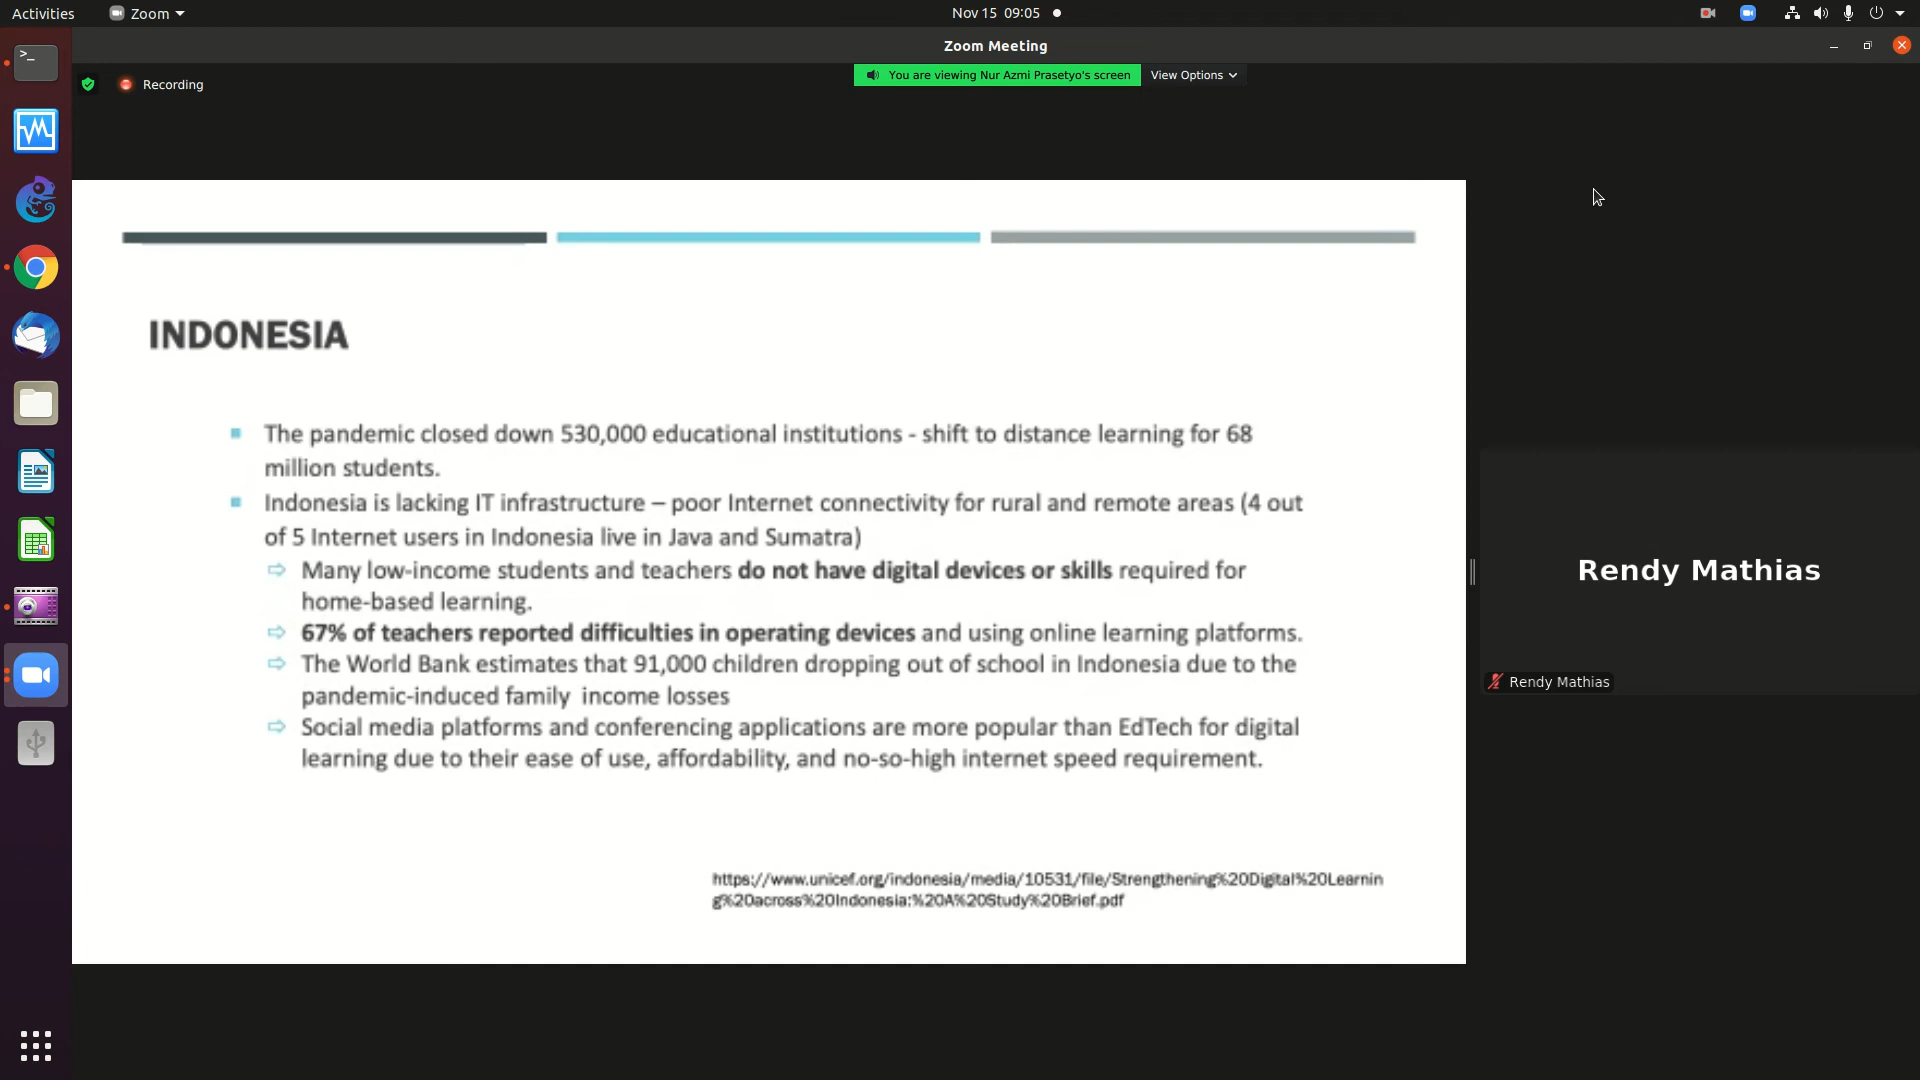 Activities
Zoom
Nov 15 09:05
Zoom Meeting
Recording
You are viewing Nur Azmi Prasetyo's screen
View Options
INDONESIA
The pandemic closed down 530,000 educational institutions - shift to distance learning for 68
million students.
Indonesia is lacking IT infrastructure – poor Internet connectivity for rural and remote areas (4 out
of 5 Internet users in Indonesia live in Java and Sumatra)
Many low-income students and teachers do not have digital devices or skills required for
home-based learning.
67% of teachers reported difficulties in operating devices and using online learning platforms.
The World Bank estimates that 91,000 children dropping out of school in Indonesia due to the
pandemic-induced family income losses
Social media platforms and conferencing applications are more popular than EdTech for digital
learning due to their ease of use, affordability, and no-so-high internet speed requirement.
https://www.unicef.org/indonesia/media/10531/file/Strengthening%20Digital%20Learnin
g%20across%20Indonesia:%20A%20Study%20Brief.pdf
Rendy Mathias
Rendy Mathias